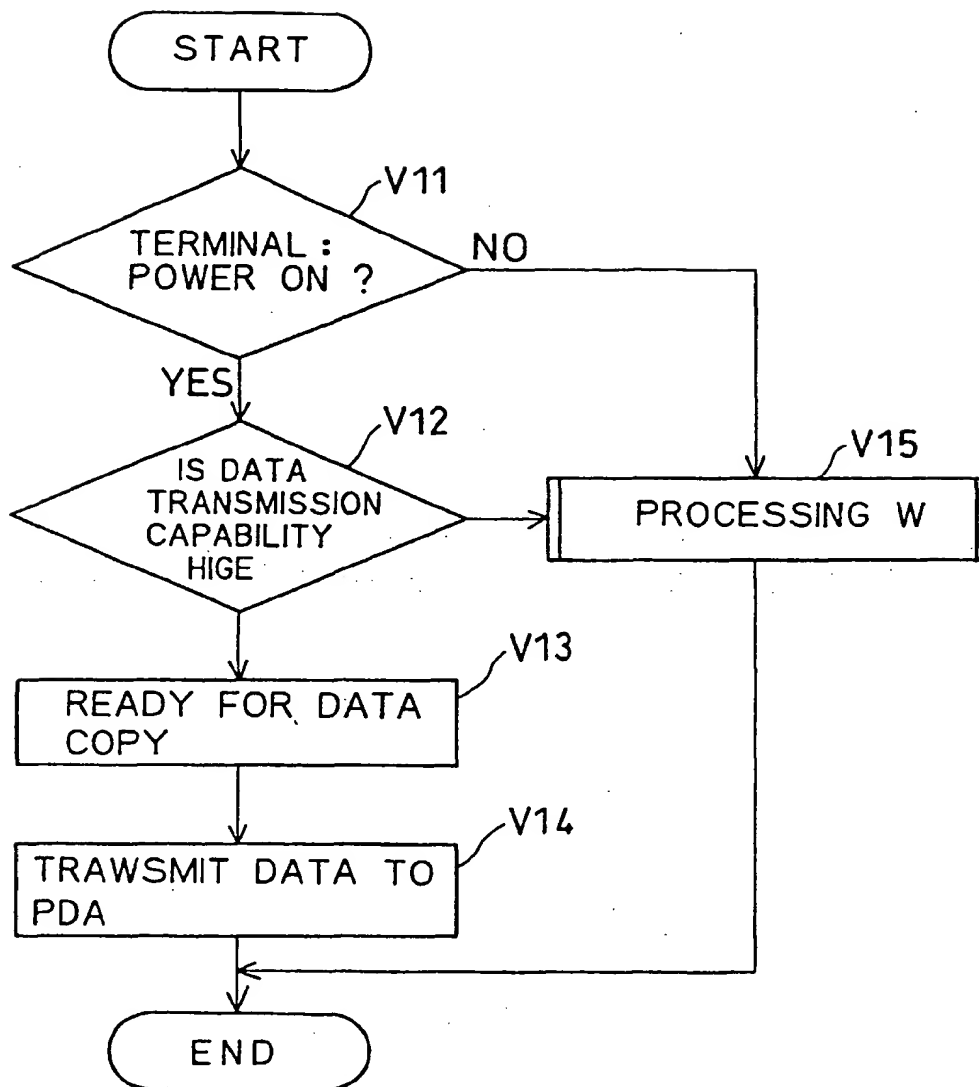 START
V11
TERMINAL :
POWER ON ?
NO
YES
V12
IS DATA
TRANSMISSION
CAPABILITY
HIGE
V15
PROCESSING W
V13
READY FOR DATA
COPY
V14
TRAWSMIT DATA TO
PDA
END